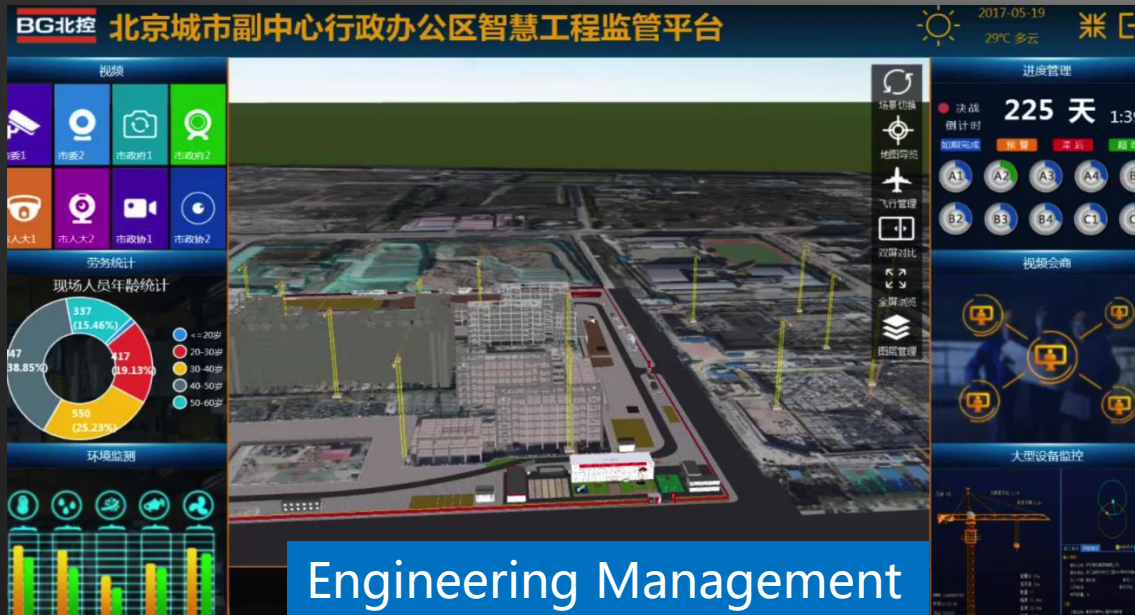 BG北控 北京城市副中心行政办公区智慧工程监管平台
2017-05-19
29℃ 多云
视频
市委2
市政府1
市政府2
市人大2
市政协1
市政协2
劳务统计
现场人员年龄统计
337
(15.46%)
417
(19.13%)
38.85%)
550
(25.23%)
<=20岁
20-30岁
30-40岁
40-50岁
50-60岁
环境监测
场景切换
地图导览
飞行管理
双屏对比
全屏浏览
图层管理
进度管理
决战
倒计时
225 天
如期完成 预警 滞后
A1 A2 A3 A4
B2 B3 B4 C1
视频会商
大型设备监控
Engineering Management